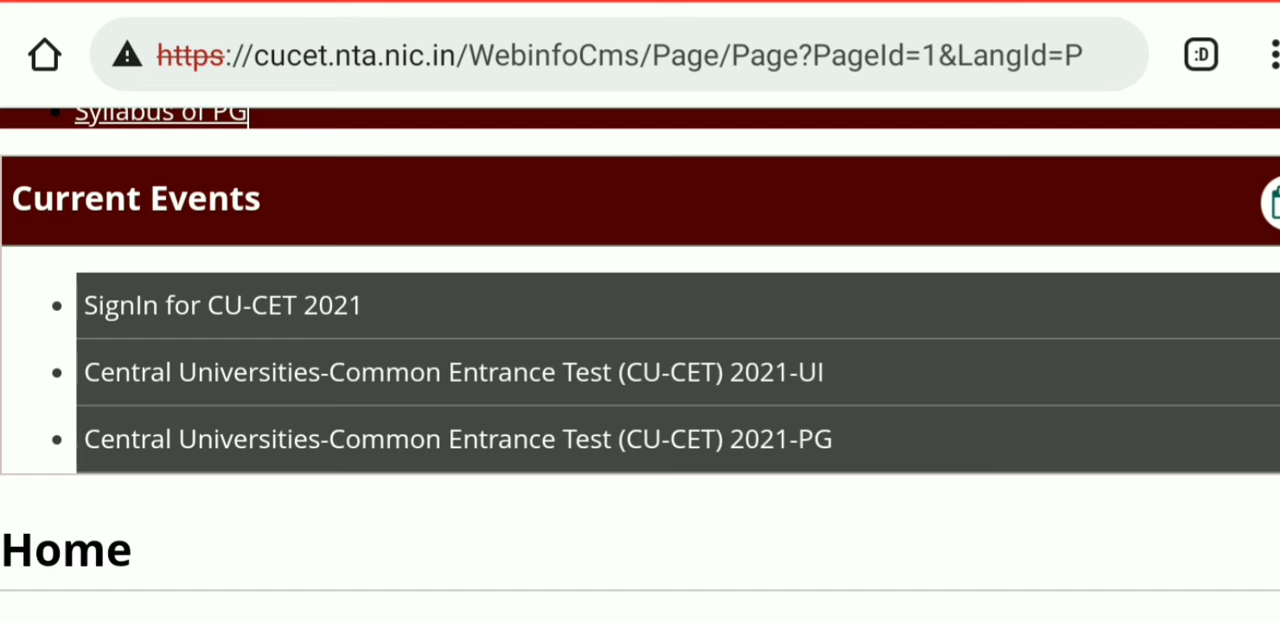 https://cucet.nta.nic.in/WebinfoCms/Page/Page?PageId=1&LangId=P
:D
Syllabus of PG
Current Events
SignIn for CU-CET 2021
Central Universities-Common Entrance Test (CU-CET) 2021-UI
Central Universities-Common Entrance Test (CU-CET) 2021-PG
Home